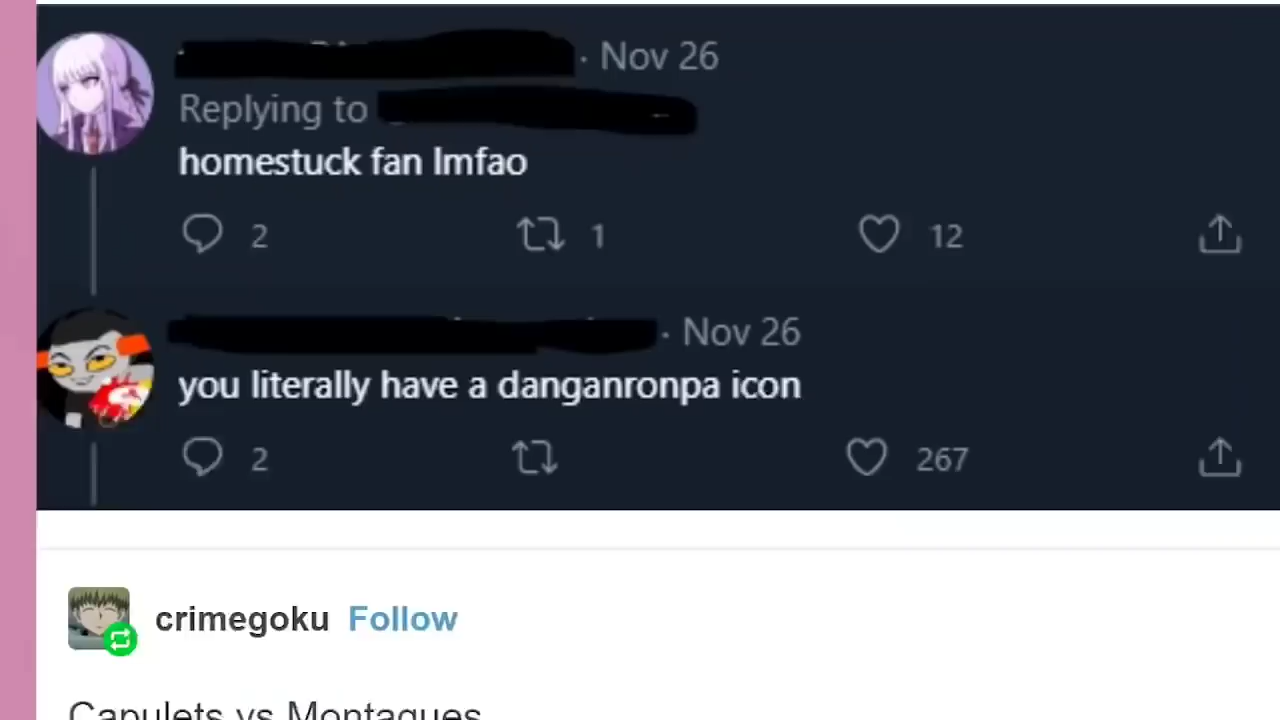 · Nov 26
Replying to
homestuck fan lmfao
2 1 12
· Nov 26
you literally have a danganronpa icon
2 267
crimegoku Follow
Capulets vs Montagues